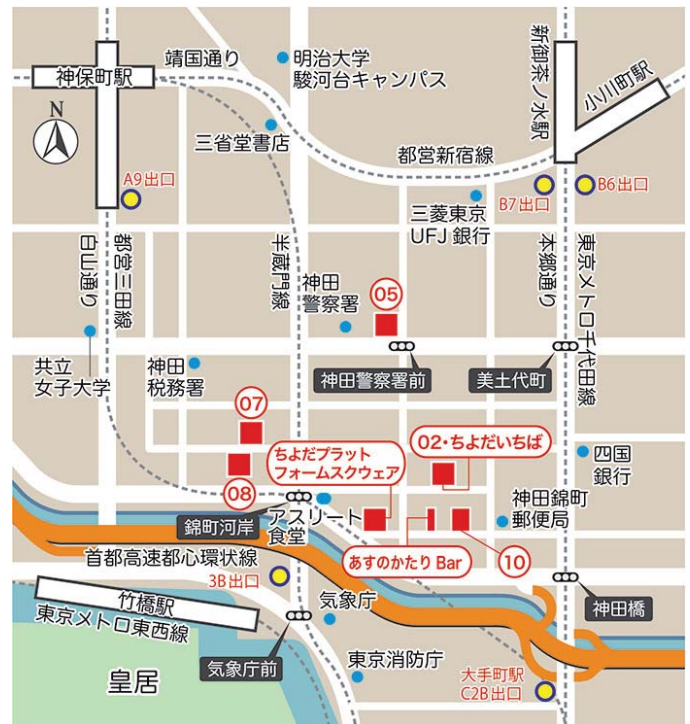 神保町駅
靖国通り
明治大学
駿河台キャンパス
新御茶ノ水駅
小川町駅
N
三省堂書店
都営新宿線
A9出口
B7出口
B6出口
三菱東京
UFJ銀行
白山通り
都営三田線
半蔵門線
本郷通り
東京メトロ千代田線
神田
警察署
05
共立
女子大学
神田
税務署
神田警察署前
美土代町
07
ちよだプラット
フォームスクウェア
02・ちよだいちば
四国
銀行
08
錦町河岸
アスリート
食堂
神田錦町
郵便局
首都高速都心環状線
あすのかたり Bar
10
3B出口
竹橋駅
東京メトロ東西線
気象庁
神田橋
気象庁前
東京消防庁
大手町駅
C2B出口
皇居